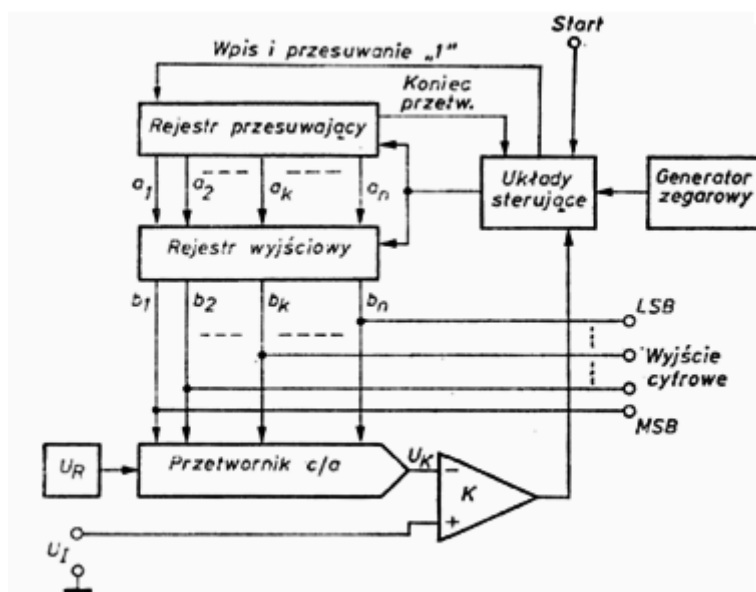 Start
Wpis i przesuwanie „1"
Koniec
przetw.
Rejestr przesuwający
a1 a2 ak an
Układy
sterujące
Generator
zegarowy
Rejestr wyjściowy
b1 b2 bk bn
LSB
Wyjście
cyfrowe
MSB
UR
Przetwornik c/a
UK
K
−
+
UI